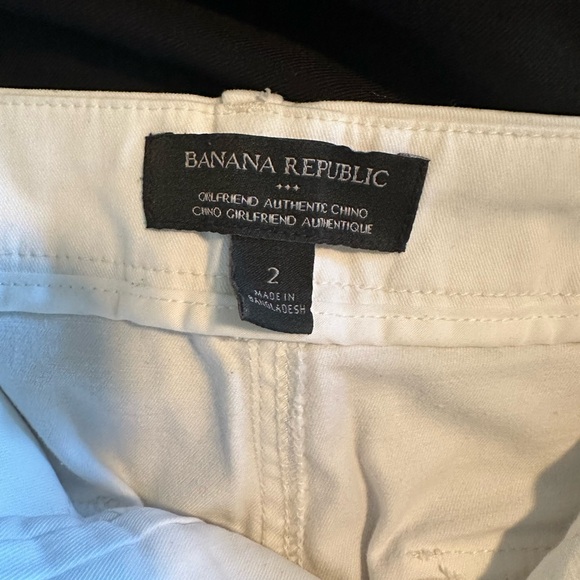 BANANA REPUBLIC
GIRLFRIEND AUTHENTIC CHINO
CHINO GIRLFRIEND AUTHENTIQUE
2
MADE IN
BANGLADESH